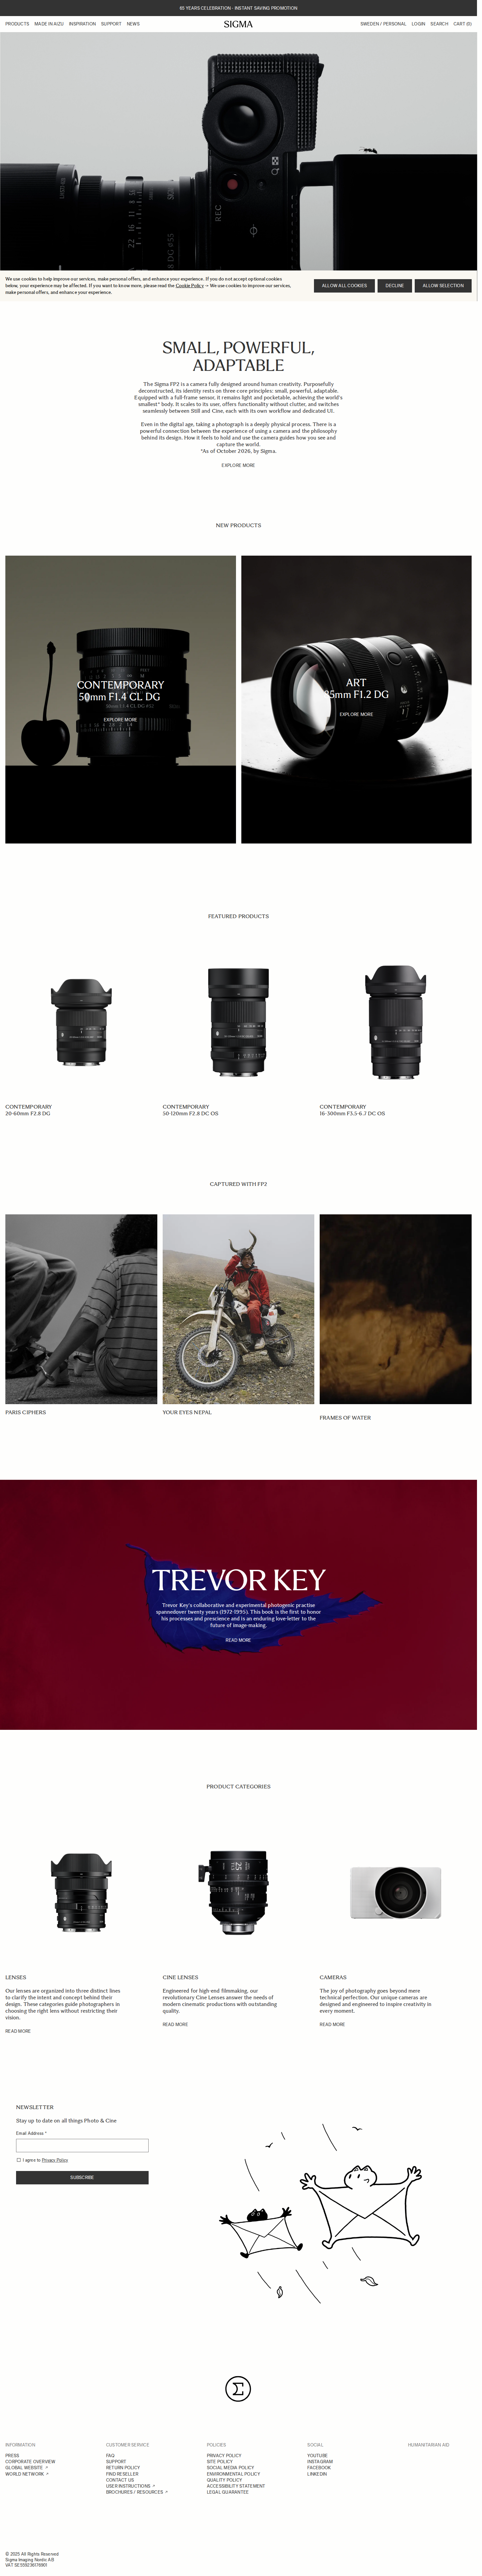 65 YEARS CELEBRATION - INSTANT SAVING PROMOTION
PRODUCTS MADE IN AIZU INSPIRATION SUPPORT NEWS
SIGMA
SWEDEN / PERSONAL LOGIN SEARCH CART (0)
REC
We use cookies to help improve our services, make personal offers, and enhance your experience. If you do not accept optional cookies
below, your experience may be affected. If you want to know more, please read the Cookie Policy → We use cookies to improve our services,
make personal offers, and enhance your experience.
ALLOW ALL COOKIES
DECLINE
ALLOW SELECTION
SMALL, POWERFUL,
ADAPTABLE
The Sigma FP2 is a camera fully designed around human creativity. Purposefully
deconstructed, its identity rests on three core principles: small, powerful, adaptable.
Equipped with a full-frame sensor, it remains light and pocketable, achieving the world's
smallest* body. It scales to its user, offers functionality without clutter, and switches
seamlessly between Still and Cine, each with its own workflow and dedicated UI.
Even in the digital age, taking a photograph is a deeply physical process. There is a
powerful connection between the experience of using a camera and the philosophy
behind its design. How it feels to hold and use the camera guides how you see and
capture the world.
*As of October 2026, by Sigma.
EXPLORE MORE
NEW PRODUCTS
CONTEMPORARY
50mm F1.4 CL DG
EXPLORE MORE
ART
85mm F1.2 DG
EXPLORE MORE
FEATURED PRODUCTS
CONTEMPORARY
20-60mm F2.8 DG
CONTEMPORARY
50-120mm F2.8 DC OS
CONTEMPORARY
16-300mm F3.5-6.7 DC OS
CAPTURED WITH FP2
PARIS CIPHERS
YOUR EYES NEPAL
FRAMES OF WATER
TREVOR KEY
Trevor Key's collaborative and experimental photogenic practise
spannedover twenty years (1972-1995). This book is the first to honor
his processes and prescience and is an enduring love-letter to the
future of image-making.
READ MORE
PRODUCT CATEGORIES
LENSES
Our lenses are organized into three distinct lines
to clarify the intent and concept behind their
design. These categories guide photographers in
choosing the right lens without restricting their
vision.
READ MORE
CINE LENSES
Engineered for high-end filmmaking, our
revolutionary Cine Lenses answer the needs of
modern cinematic productions with outstanding
quality.
READ MORE
CAMERAS
The joy of photography goes beyond mere
technical perfection. Our unique cameras are
designed and engineered to inspire creativity in
every moment.
READ MORE
NEWSLETTER
Stay up to date on all things Photo & Cine
Email Address *
I agree to Privacy Policy
SUBSCRIBE
INFORMATION
PRESS
CORPORATE OVERVIEW
GLOBAL WEBSITE ↗
WORLD NETWORK ↗
CUSTOMER SERVICE
FAQ
SUPPORT
RETURN POLICY
FIND RESELLER
CONTACT US
USER INSTRUCTIONS ↗
BROCHURES / RESOURCES ↗
POLICIES
PRIVACY POLICY
SITE POLICY
SOCIAL MEDIA POLICY
ENVIRONMENTAL POLICY
QUALITY POLICY
ACCESSIBILITY STATEMENT
LEGAL GUARANTEE
SOCIAL
YOUTUBE
INSTAGRAM
FACEBOOK
LINKEDIN
HUMANITARIAN AID
© 2025 All Rights Reserved
Sigma Imaging Nordic AB